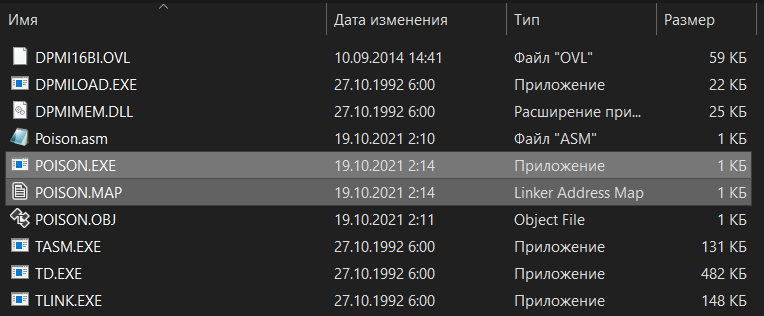 Имя Дата изменения Тип Размер
DPMI16BI.OVL 10.09.2014 14:41 Файл "OVL" 59 КБ
DPMILOAD.EXE 27.10.1992 6:00 Приложение 22 КБ
DPMIMEM.DLL 27.10.1992 6:00 Расширение при... 25 КБ
Poison.asm 19.10.2021 2:10 Файл "ASM" 1 КБ
POISON.EXE 19.10.2021 2:14 Приложение 1 КБ
POISON.MAP 19.10.2021 2:14 Linker Address Map 1 КБ
POISON.OBJ 19.10.2021 2:11 Object File 1 КБ
TASM.EXE 27.10.1992 6:00 Приложение 131 КБ
TD.EXE 27.10.1992 6:00 Приложение 482 КБ
TLINK.EXE 27.10.1992 6:00 Приложение 148 КБ